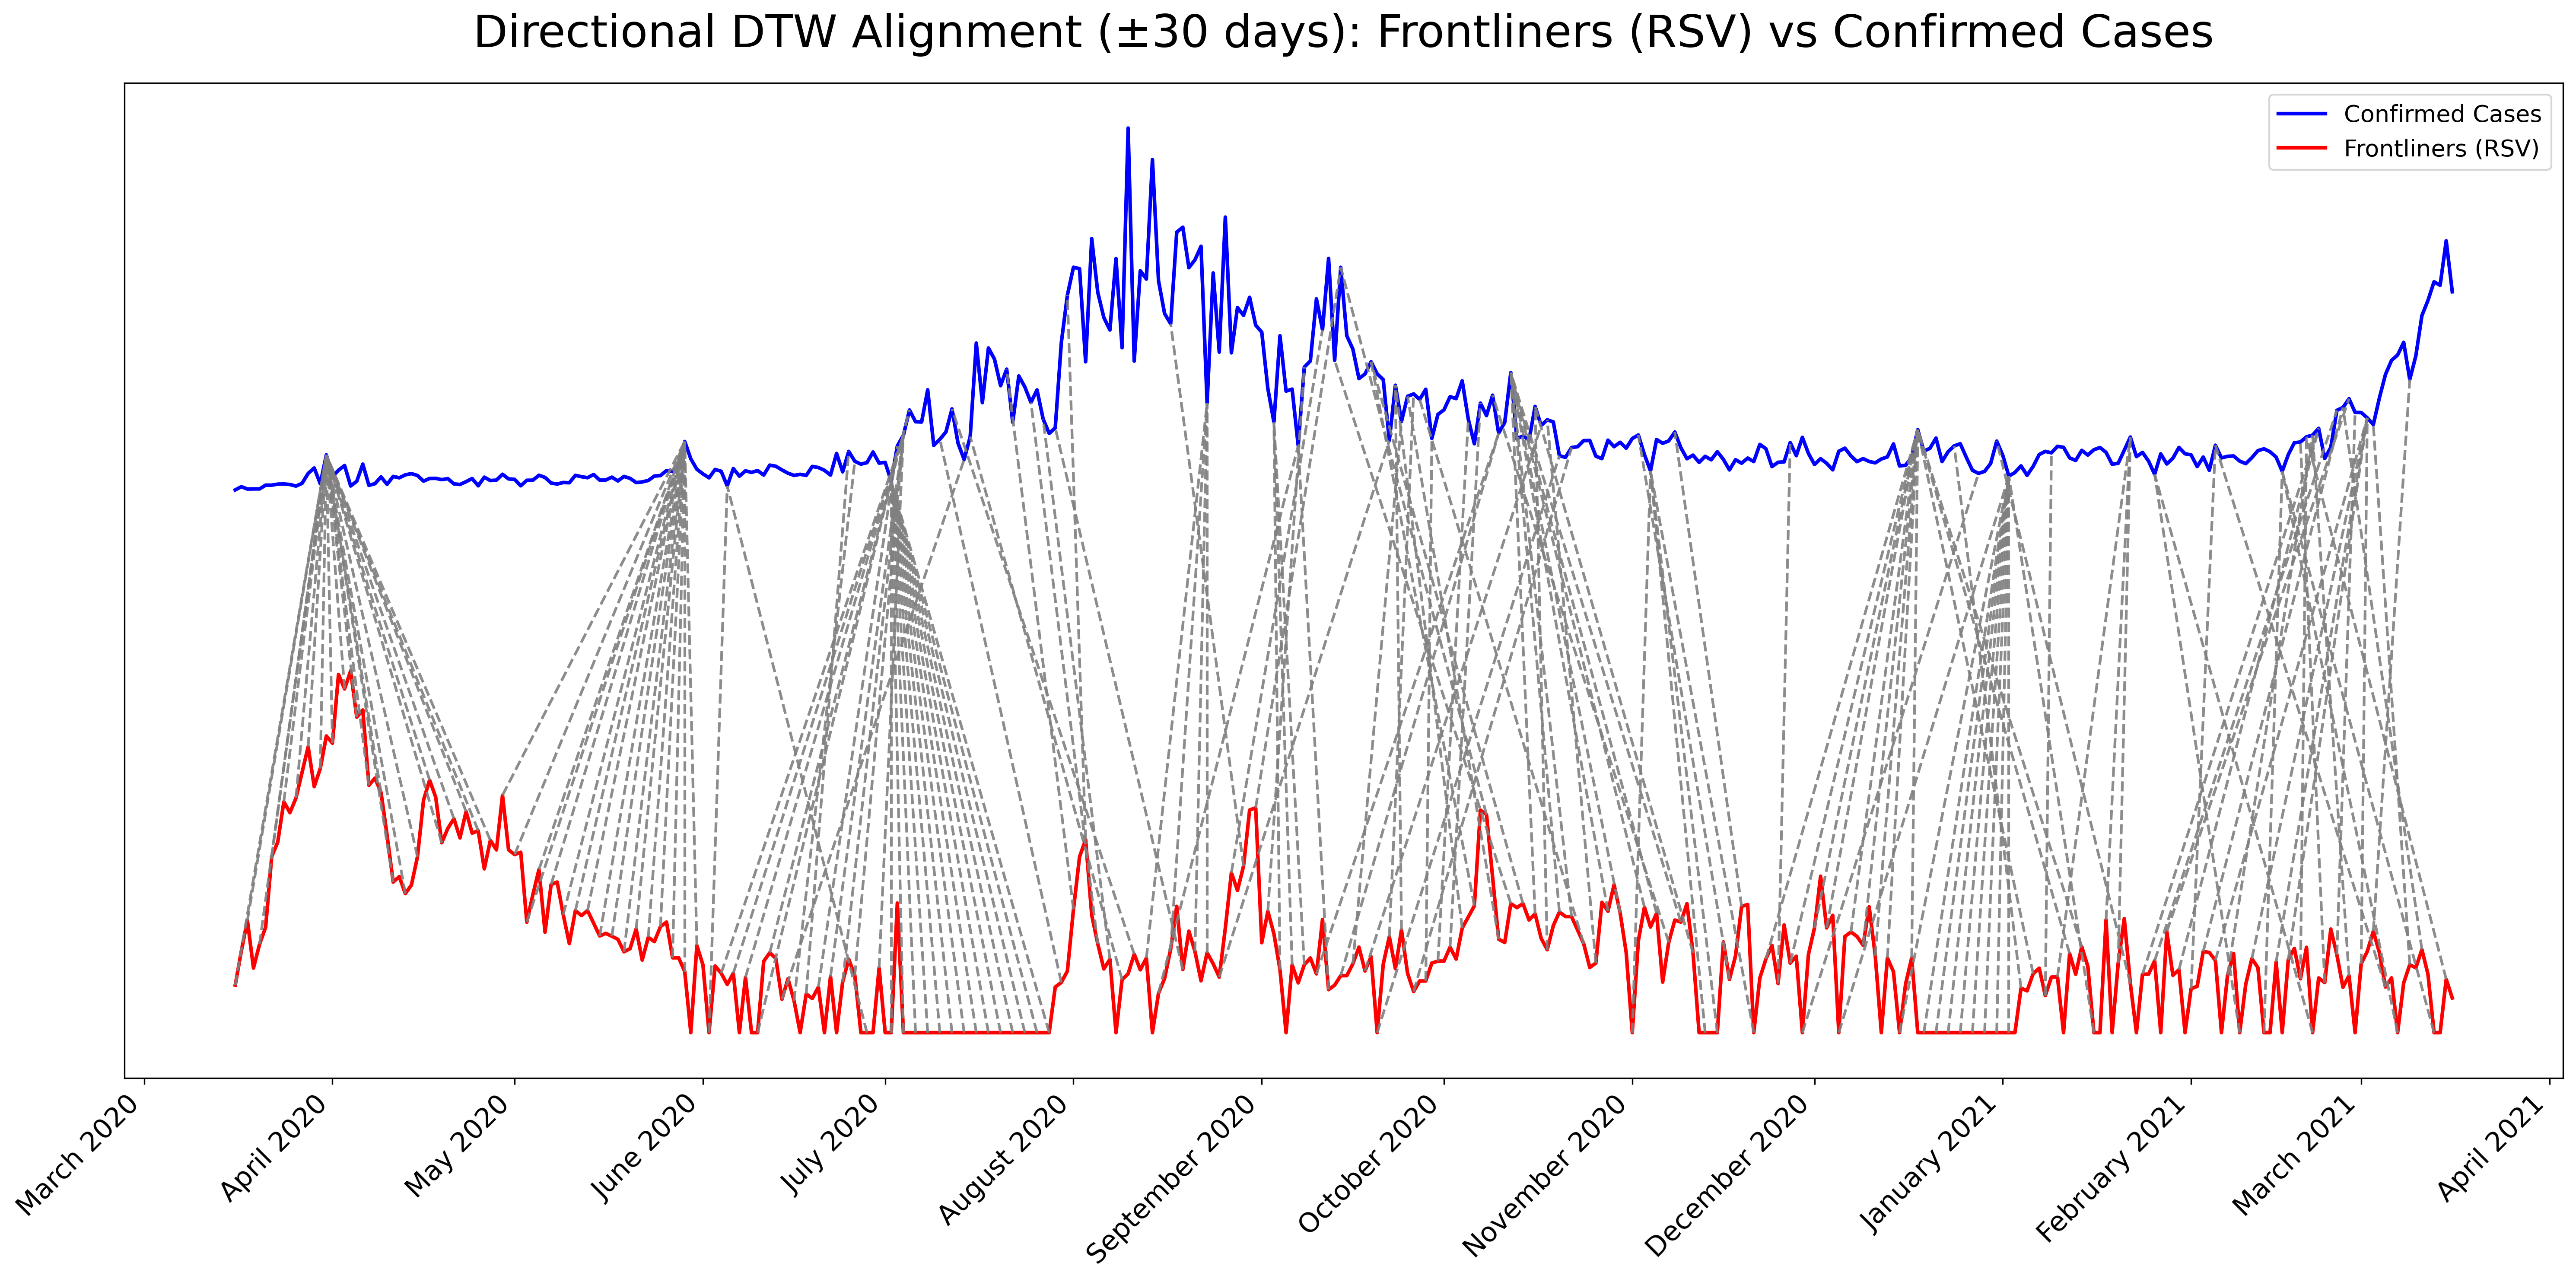 Directional DTW Alignment (±30 days): Frontliners (RSV) vs Confirmed Cases
Confirmed Cases
Frontliners (RSV)
March 2020
April 2020
May 2020
June 2020
July 2020
August 2020
September 2020
October 2020
November 2020
December 2020
January 2021
February 2021
March 2021
April 2021